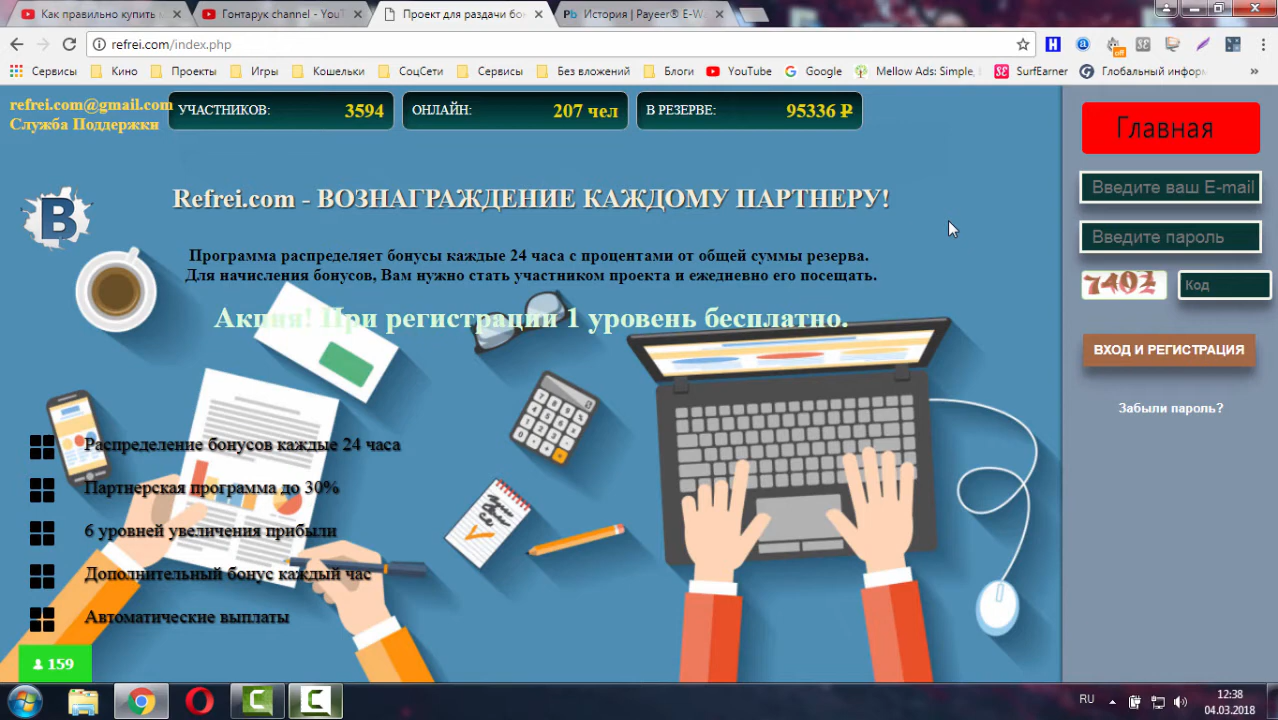 Как правильно купить
Гонтарук channel - YouT
Проект для раздачи бо
История | Payeer® E-W
refrei.com/index.php
Сервисы
Кино
Проекты
Игры
Кошельки
СоцСети
Сервисы
Без вложений
Блоги
YouTube
Google
Mellow Ads: Simple,
SurfEarner
Глобальный инфор
refrei.com@gmail.com
Служба Поддержки
УЧАСТНИКОВ: 3594
ОНЛАЙН: 207 чел
В РЕЗЕРВЕ: 95336 ₽
Главная
Введите ваш E-mail
Введите пароль
7402
Код
ВХОД И РЕГИСТРАЦИЯ
Забыли пароль?
Refrei.com - ВОЗНАГРАЖДЕНИЕ КАЖДОМУ ПАРТНЕРУ!
Программа распределяет бонусы каждые 24 часа с процентами от общей суммы резерва.
Для начисления бонусов, Вам нужно стать участником проекта и ежедневно его посещать.
Акция! При регистрации 1 уровень бесплатно.
Распределение бонусов каждые 24 часа
Партнерская программа до 30%
6 уровней увеличения прибыли
Дополнительный бонус каждый час
Автоматические выплаты
159
RU
12:38
04.03.2018